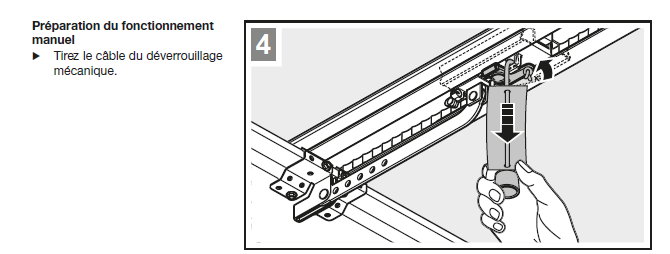 Préparation du fonctionnement
manuel
► Tirez le câble du déverrouillage
mécanique.
4